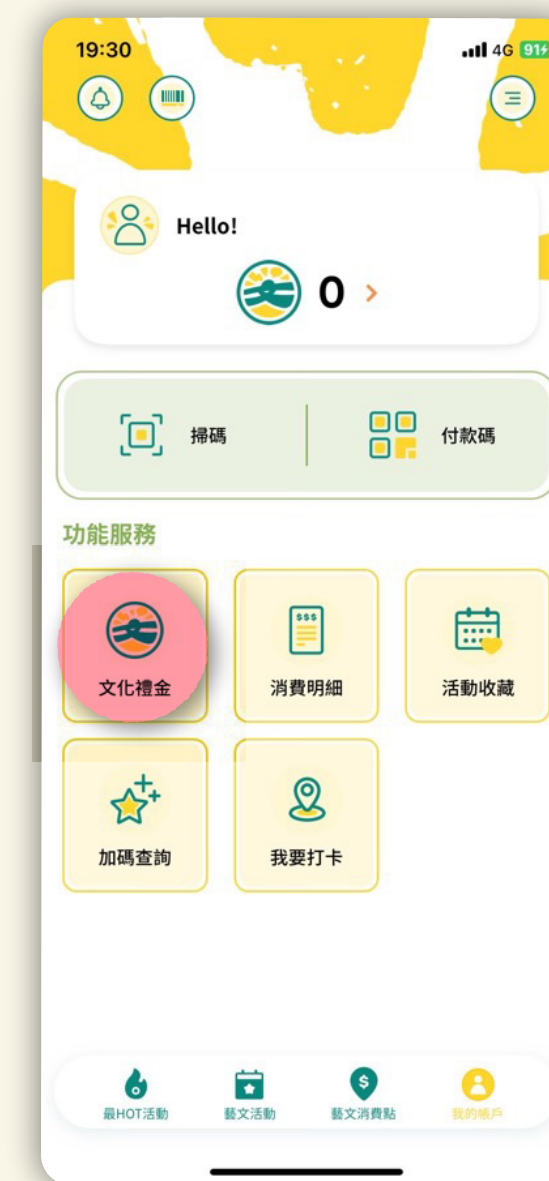 19:30
4G 91
Hello!
0
掃碼
付款碼
功能服務
$$$
文化禮金
消費明細
活動收藏
加碼查詢
我要打卡
$
最HOT活動
藝文活動
藝文消費點
我的帳戶